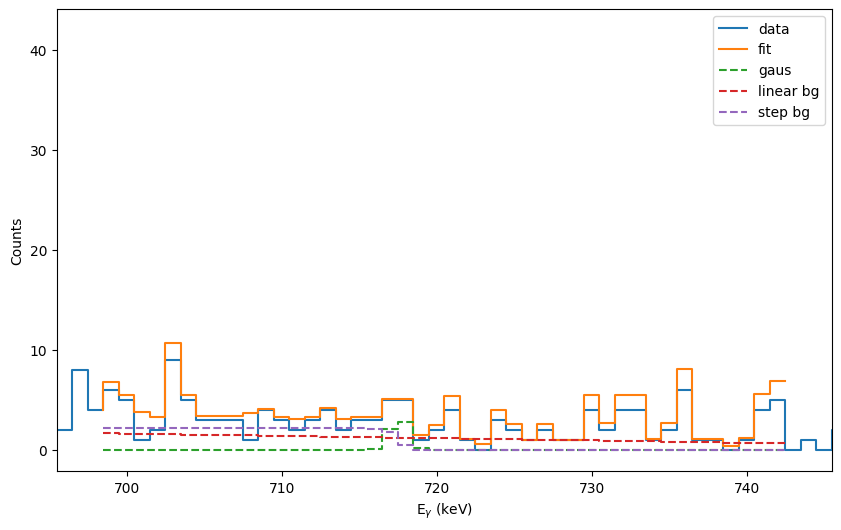 data
fit
gaus
linear bg
step bg
40
30
20
10
0
Counts
700
710
720
730
740
Eγ (keV)